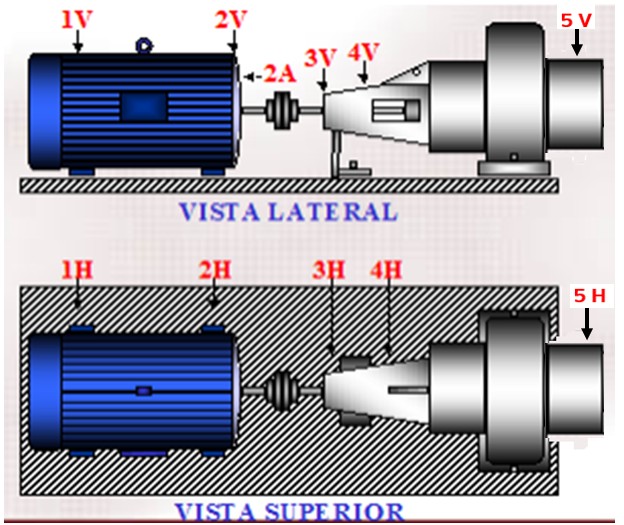 1V 2V 5 V
3V 4V
2A
VISTA LATERAL
1H 2H 3H 4H
5 H
VISTA SUPERIOR